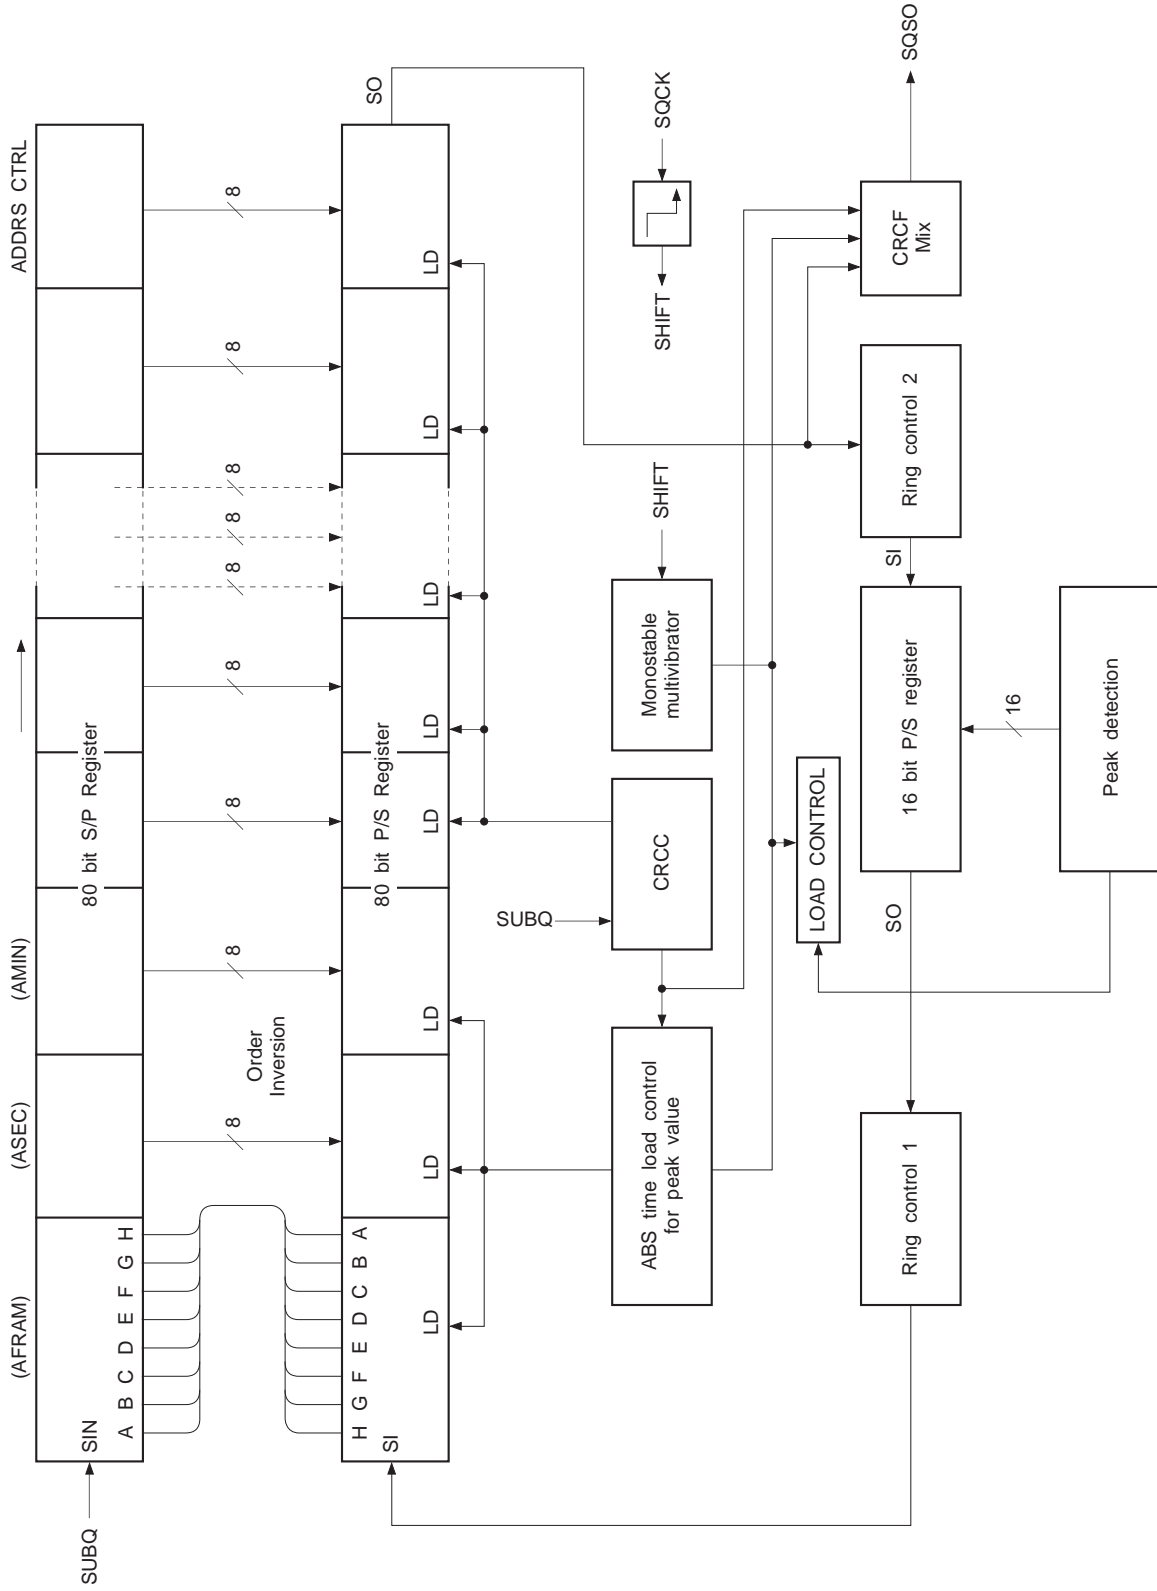 (AFRAM)
(ASEC)
(AMIN)
ADDRS CTRL
SUBQ
SIN
80 bit S/P Register
A B C D E F G H
8
8
8
8
8
8
8
8
8
Order
Inversion
H G F E D C B A
SI
80 bit P/S Register
SO
LD
LD
LD
LD
LD
LD
LD
LD
SUBQ
ABS time load control
for peak value
CRCC
Monostable
multivibrator
SHIFT
SHIFT
SQCK
LOAD CONTROL
Ring control 1
SO
16 bit P/S register
SI
Ring control 2
CRCF
Mix
SQSO
16
Peak detection